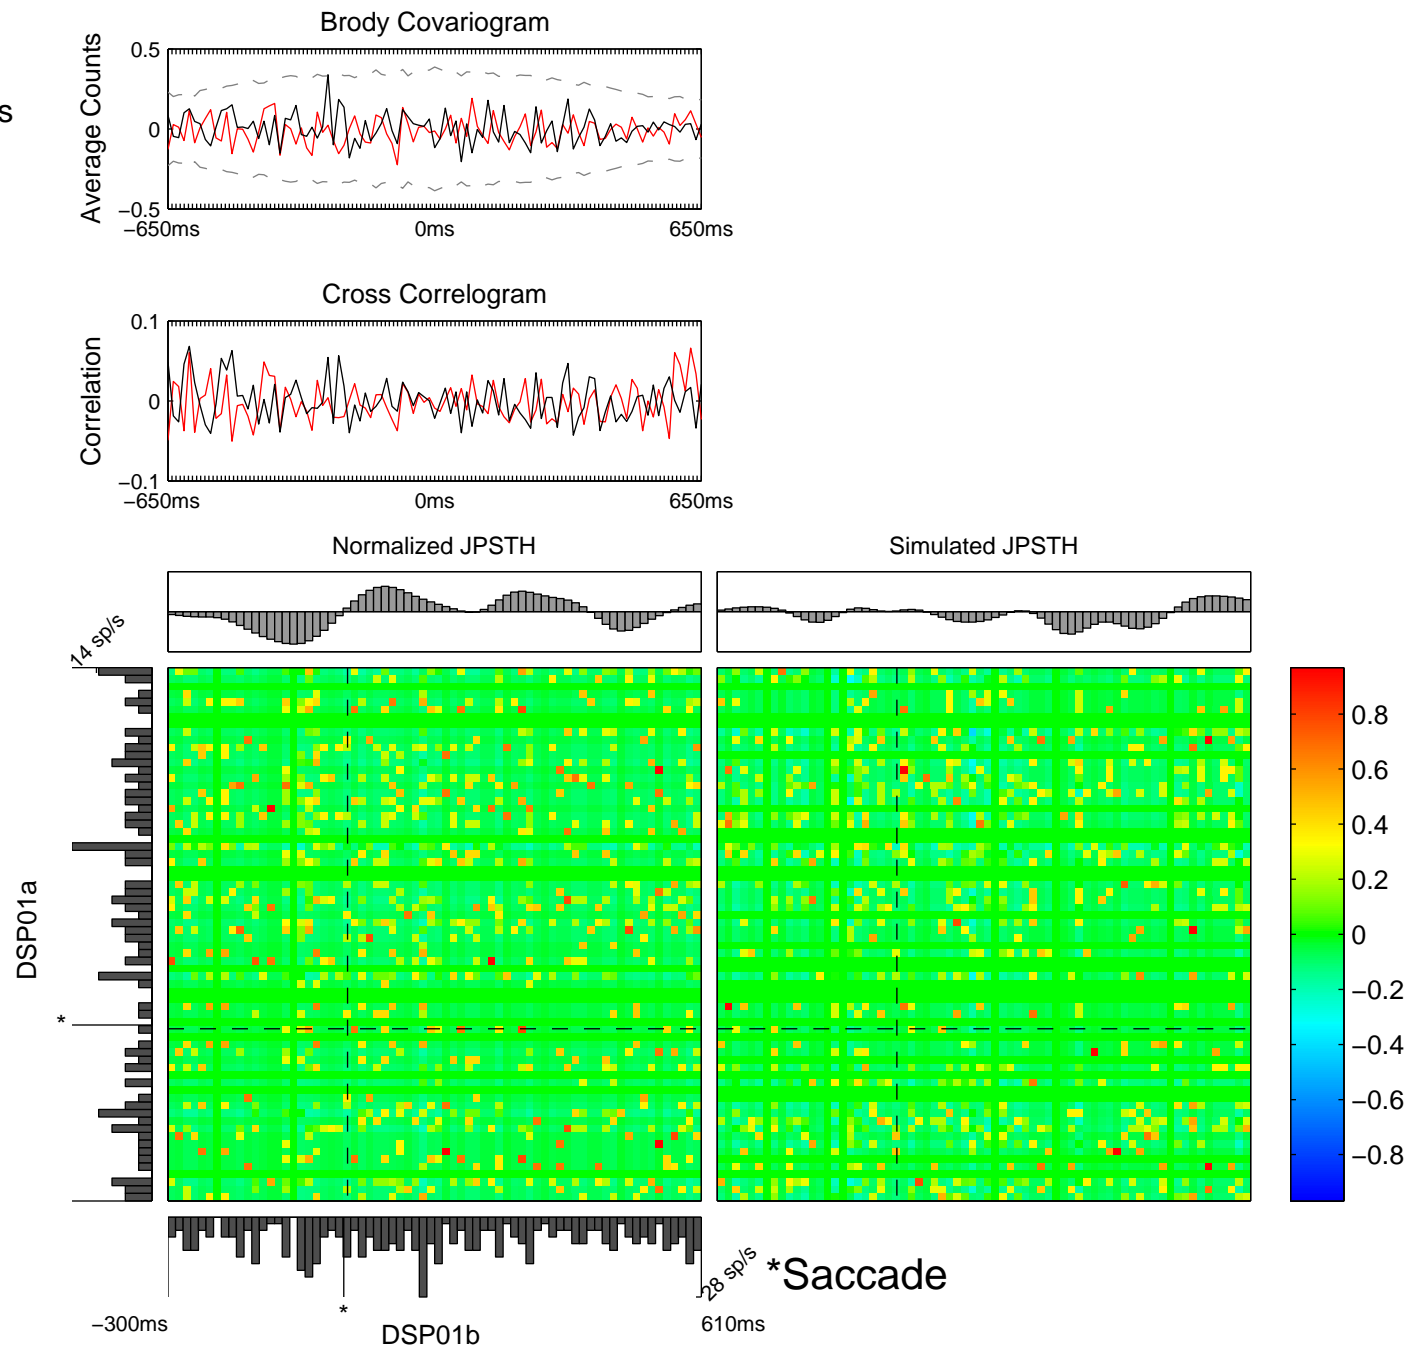 Brody Covariogram
s
Average Counts
0.5
0
−0.5
−650ms
0ms
650ms
Cross Correlogram
Correlation
0.1
0
−0.1
−650ms
0ms
650ms
Normalized JPSTH
Simulated JPSTH
14 sp/s
DSP01a
*
0.8
0.6
0.4
0.2
0
−0.2
−0.4
−0.6
−0.8
28 sp/s
*Saccade
*
−300ms
DSP01b
610ms